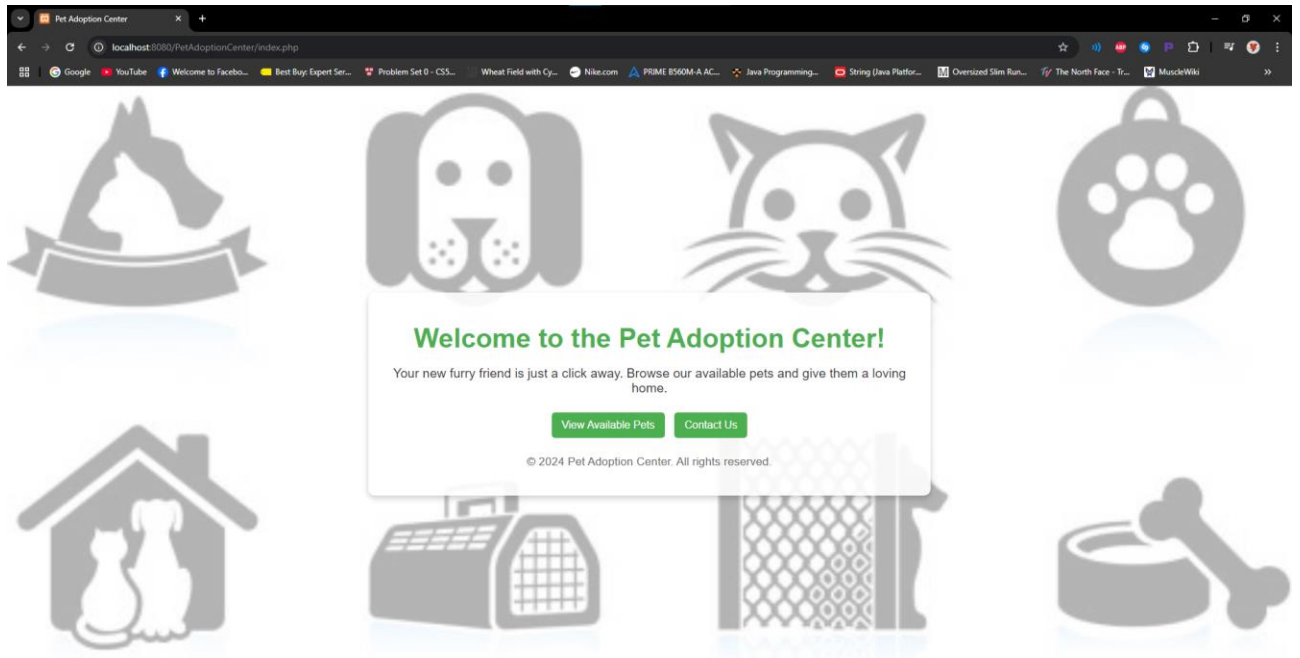 Pet Adoption Center
localhost:8080/PetAdoptionCenter/index.php
Google YouTube Welcome to Facebo... Best Buy: Expert Ser... Problem Set 0 - CS5... Wheat Field with Cy... Nike.com PRIME B560M-A AC... Java Programming... String (Java Platfor... Oversized Slim Run... The North Face - Tr... MuscleWiki
Welcome to the Pet Adoption Center!
Your new furry friend is just a click away. Browse our available pets and give them a loving
home.
View Available Pets Contact Us
© 2024 Pet Adoption Center. All rights reserved.